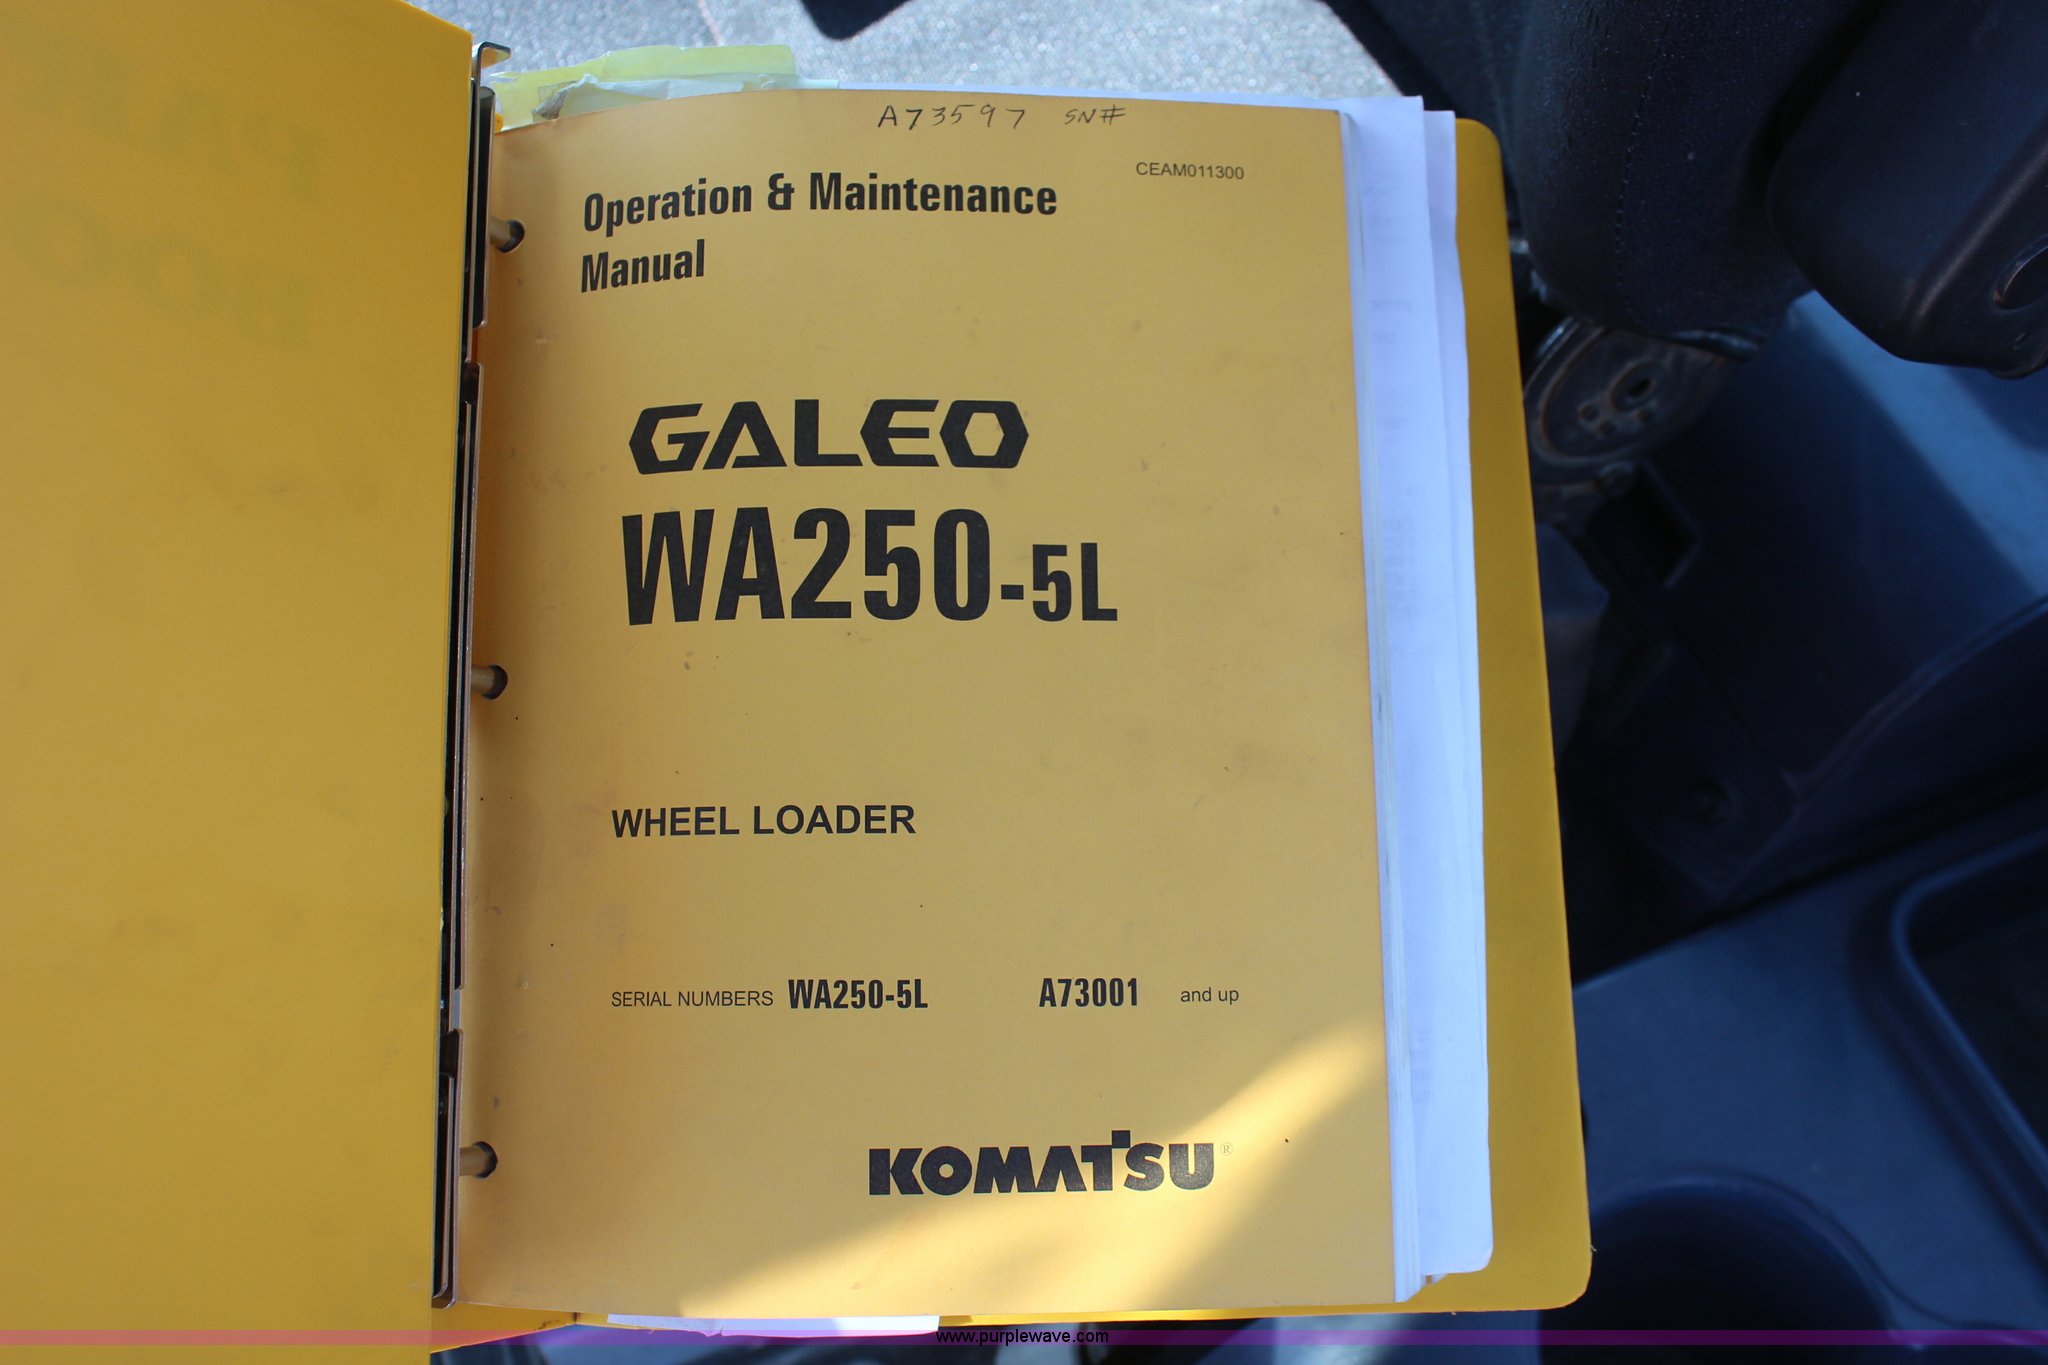 A73597 SN#
CEAM011300
Operation & Maintenance
Manual
GALEO
WA250-5L
WHEEL LOADER
SERIAL NUMBERS WA250-5L A73001 and up
KOMATSU®
www.purplewave.com